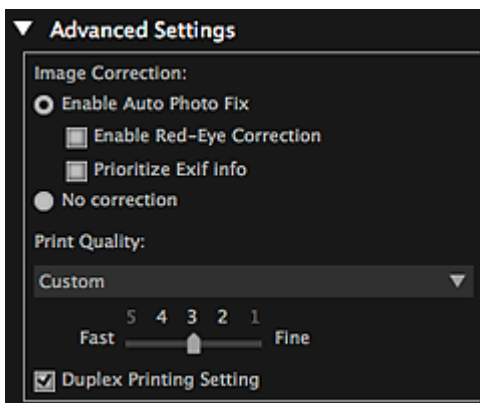 Advanced Settings
Image Correction:
Enable Auto Photo Fix
Enable Red-Eye Correction
Prioritize Exif info
No correction
Print Quality:
Custom
5 4 3 2 1
Fast Fine
Duplex Printing Setting